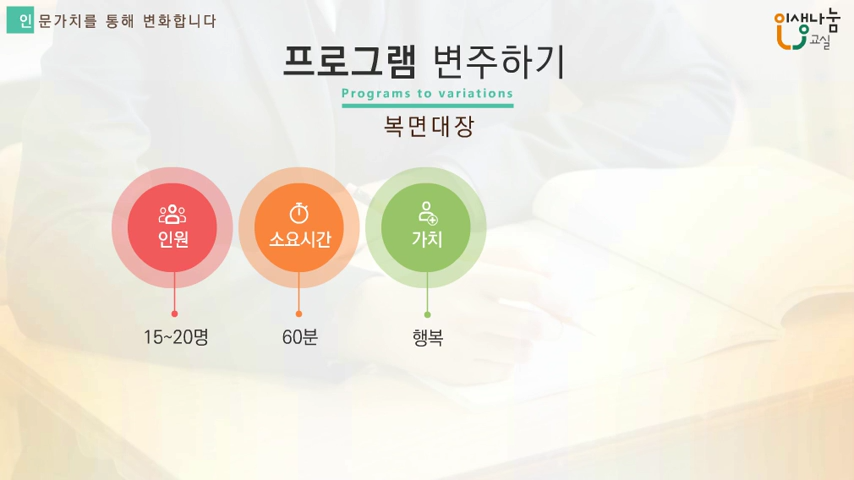 인문가치를 통해 변화합니다
인생나눔
교실
프로그램 변주하기
Programs to variations
복면대장
인원
소요시간
가치
15~20명
60분
행복